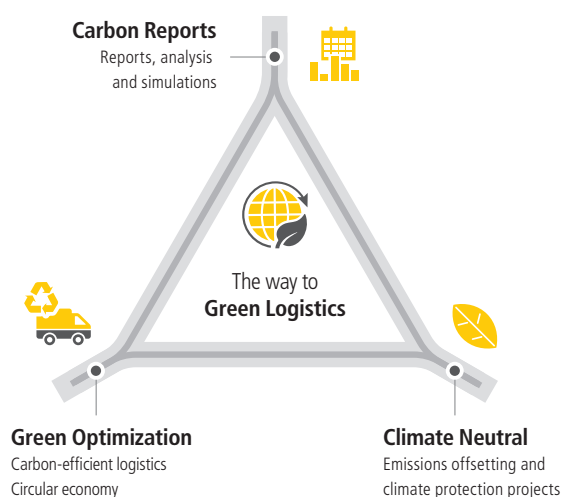 Carbon Reports
Reports, analysis
and simulations
The way to
Green Logistics
Green Optimization
Carbon-efficient logistics
Circular economy
Climate Neutral
Emissions offsetting and
climate protection projects